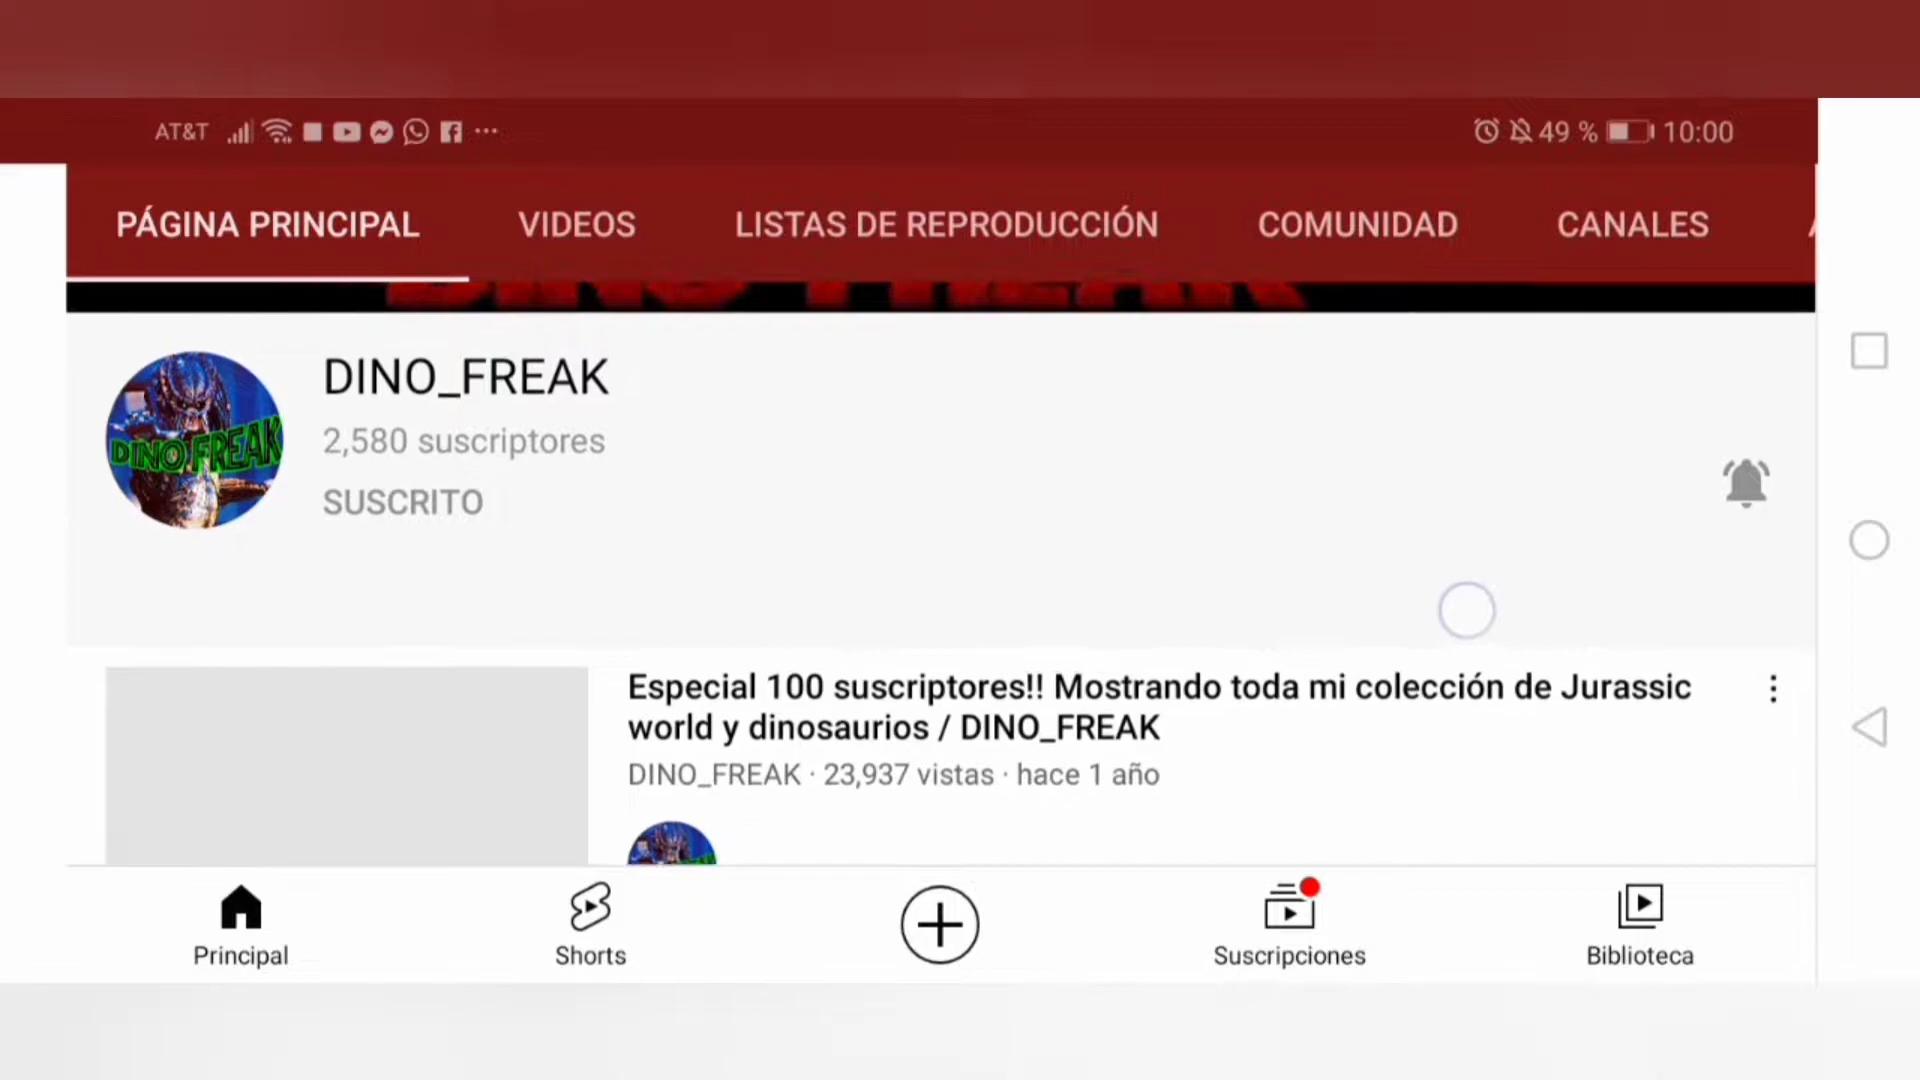 AT&T
49 % 10:00
PÁGINA PRINCIPAL VIDEOS LISTAS DE REPRODUCCIÓN COMUNIDAD CANALES
DINO FREAK
DINO_FREAK
2,580 suscriptores
SUSCRITO
DINO FREAK
Especial 100 suscriptores!! Mostrando toda mi colección de Jurassic
world y dinosaurios / DINO_FREAK
DINO_FREAK · 23,937 vistas · hace 1 año
Principal Shorts Suscripciones Biblioteca